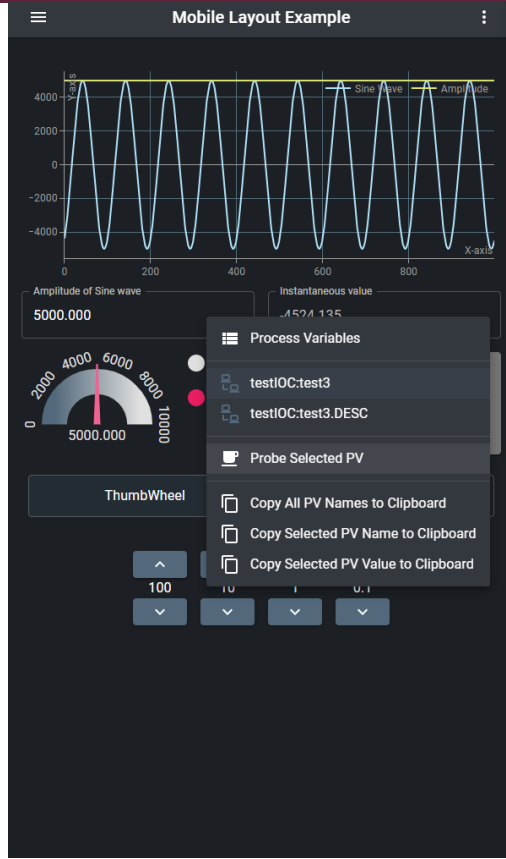 Mobile Layout Example
Y-axis
Sine Wave
Amplitude
4000
2000
0
−2000
−4000
X-axis
0
200
400
600
800
Amplitude of Sine wave
5000.000
Instantaneous value
-4524.135
Process Variables
testIOC:test3
testIOC:test3.DESC
Probe Selected PV
Copy All PV Names to Clipboard
Copy Selected PV Name to Clipboard
Copy Selected PV Value to Clipboard
0
2000
4000
6000
8000
10000
5000.000
ThumbWheel
100
10
1
0.1